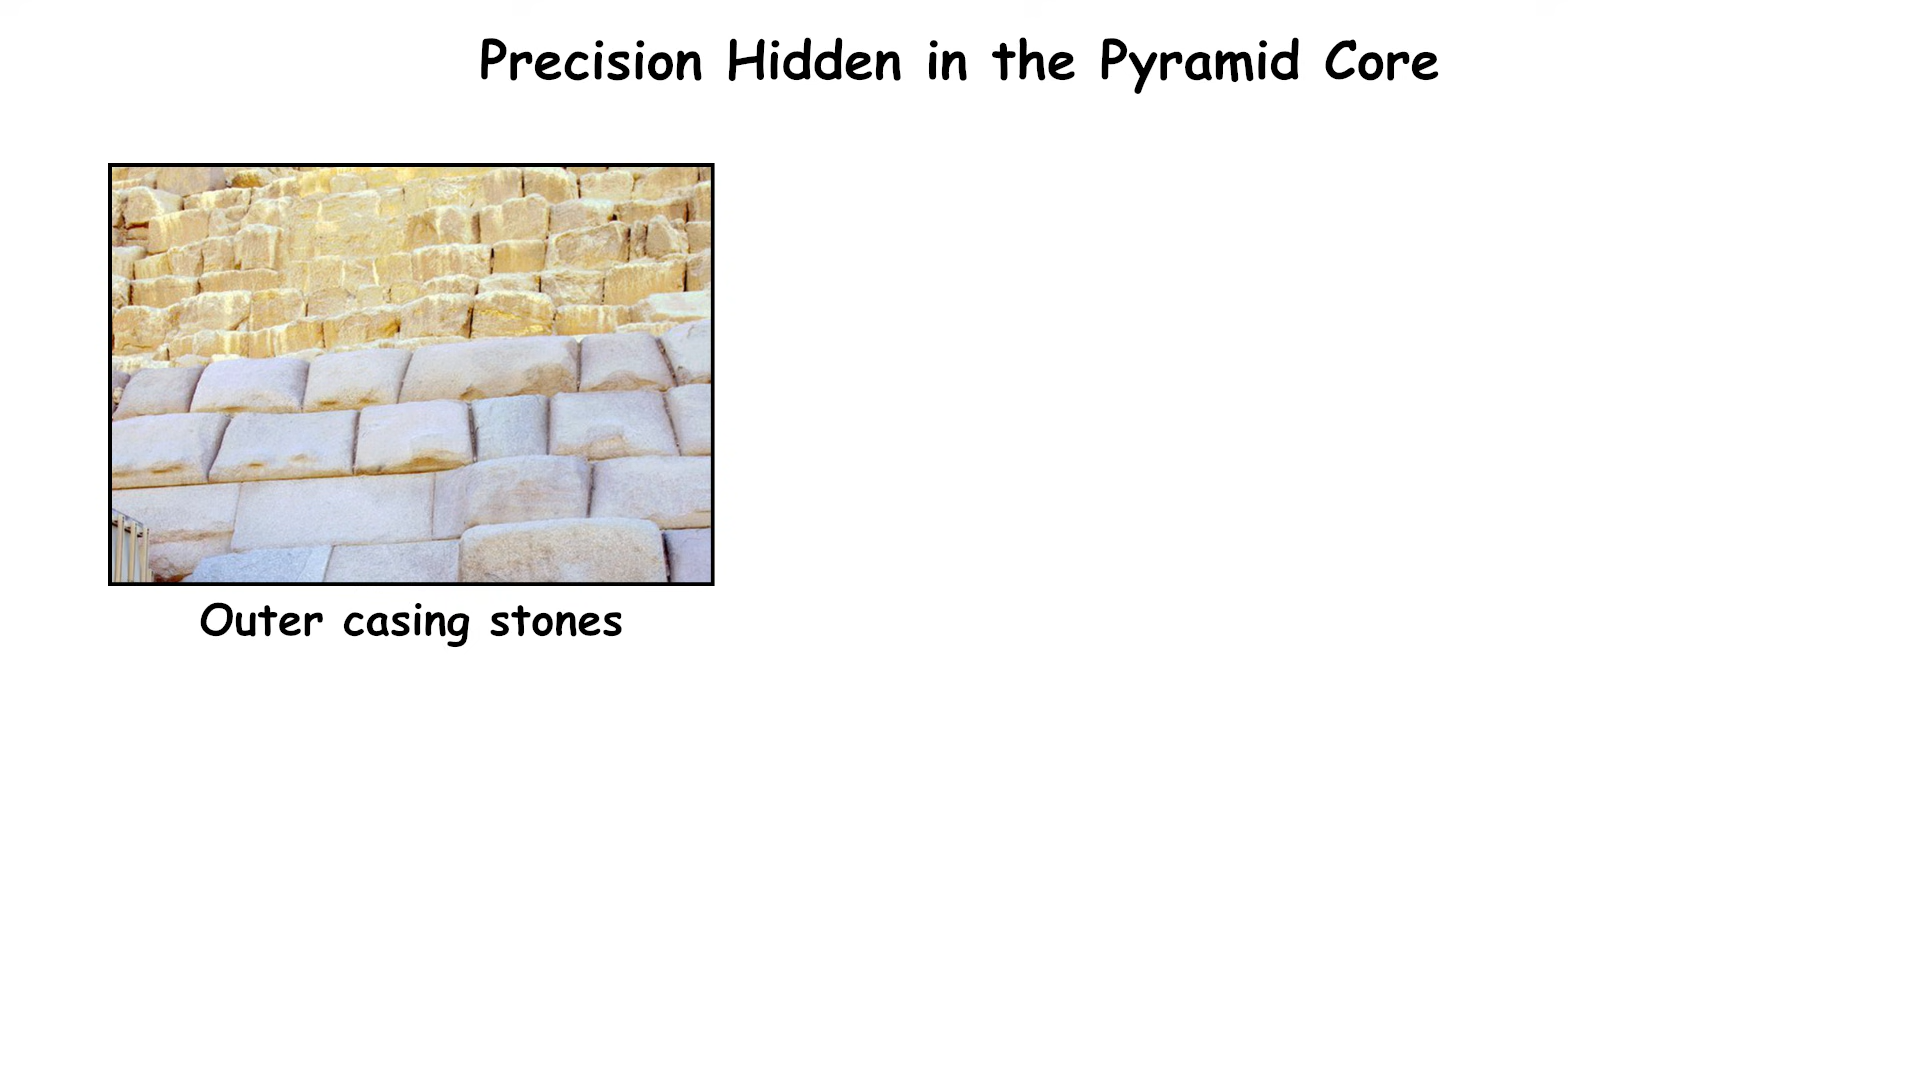 Precision Hidden in the Pyramid Core
Outer casing stones